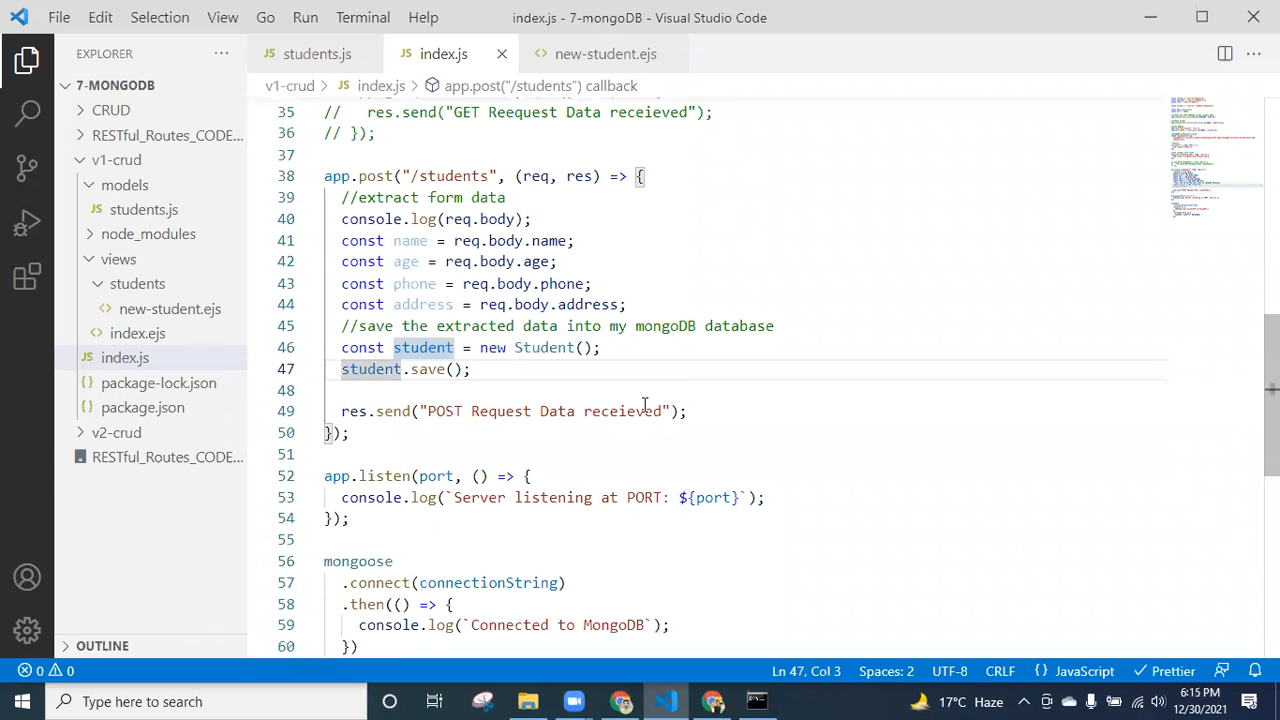 File Edit Selection View Go Run Terminal Help index.js - 7-mongoDB - Visual Studio Code
EXPLORER
7-MONGODB
CRUD
RESTful_Routes_CODE...
v1-crud
models
students.js
node_modules
views
students
new-student.ejs
index.ejs
index.js
package-lock.json
package.json
v2-crud
RESTful_Routes_CODE...
OUTLINE
students.js index.js new-student.ejs
v1-crud > index.js > app.post("/students") callback
35 res.send("GET Reequest Data receieved");
36 // });
37
38 app.post("/students", (req, res) => {
39 //extract form data
40 console.log(req.body);
41 const name = req.body.name;
42 const age = req.body.age;
43 const phone = req.body.phone;
44 const address = req.body.address;
45 //save the extracted data into my mongoDB database
46 const student = new Student();
47 student.save();
48
49 res.send("POST Request Data receieved");
50 });
51
52 app.listen(port, () => {
53 console.log(`Server listening at PORT: ${port}`);
54 });
55
56 mongoose
57 .connect(connectionString)
58 .then(() => {
59 console.log(`Connected to MongoDB`);
60 })
0 0 Ln 47, Col 3 Spaces: 2 UTF-8 CRLF JavaScript Prettier
Type here to search 17°C Haze 6:15 PM
12/30/2021